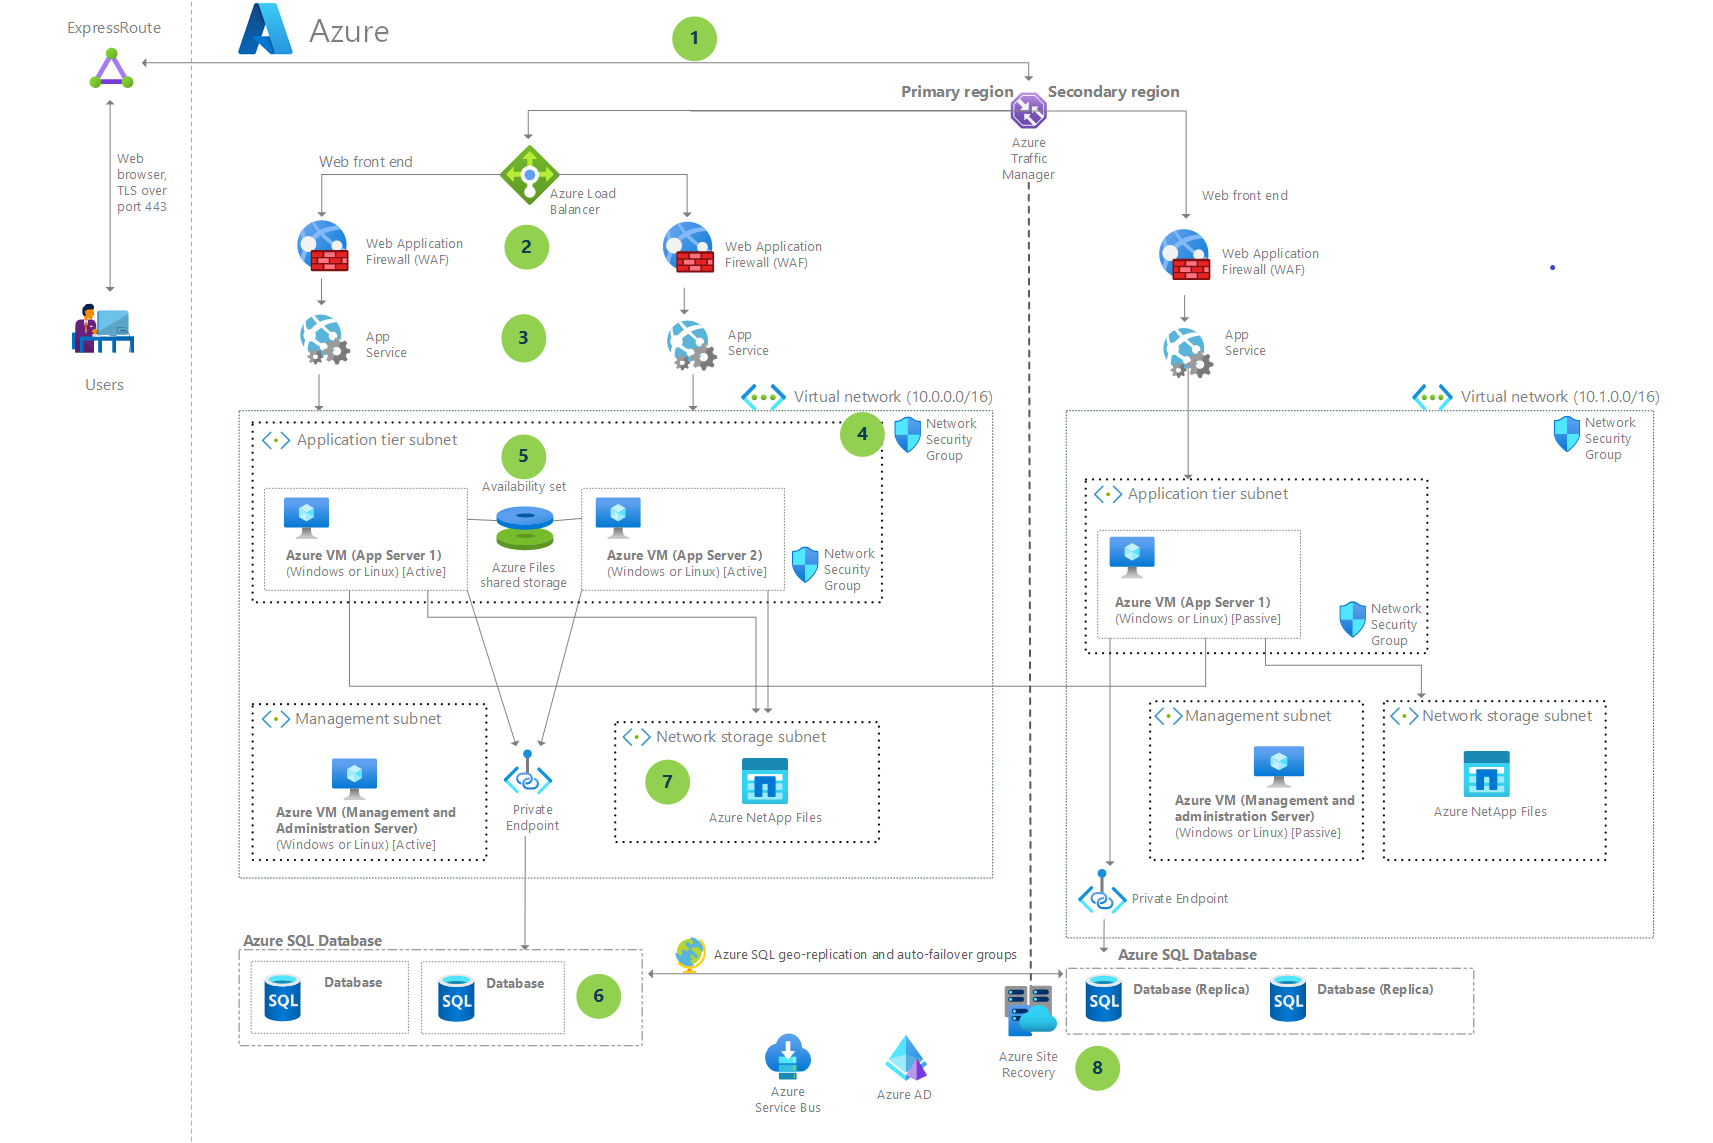 ExpressRoute
Azure
1
Primary region
Secondary region
Azure
Traffic
Manager
Web
browser,
TLS over
port 443
Users
Web front end
Azure Load
Balancer
Web front end
Web Application
Firewall (WAF)
2
Web Application
Firewall (WAF)
Web Application
Firewall (WAF)
App
Service
3
App
Service
App
Service
Virtual network (10.0.0.0/16)
Virtual network (10.1.0.0/16)
Application tier subnet
4
Network
Security
Group
Network
Security
Group
5
Availability set
Azure VM (App Server 1)
(Windows or Linux) [Active]
Azure Files
shared storage
Azure VM (App Server 2)
(Windows or Linux) [Active]
Network
Security
Group
Application tier subnet
Azure VM (App Server 1)
(Windows or Linux) [Passive]
Network
Security
Group
Management subnet
Azure VM (Management and
Administration Server)
(Windows or Linux) [Active]
Private
Endpoint
Network storage subnet
7
Azure NetApp Files
Management subnet
Azure VM (Management and
administration Server)
(Windows or Linux) [Passive]
Network storage subnet
Azure NetApp Files
Private Endpoint
Azure SQL Database
SQL
Database
SQL
Database
6
Azure SQL geo-replication and auto-failover groups
Azure SQL Database
SQL
Database (Replica)
SQL
Database (Replica)
Azure
Service Bus
Azure AD
Azure Site
Recovery
8